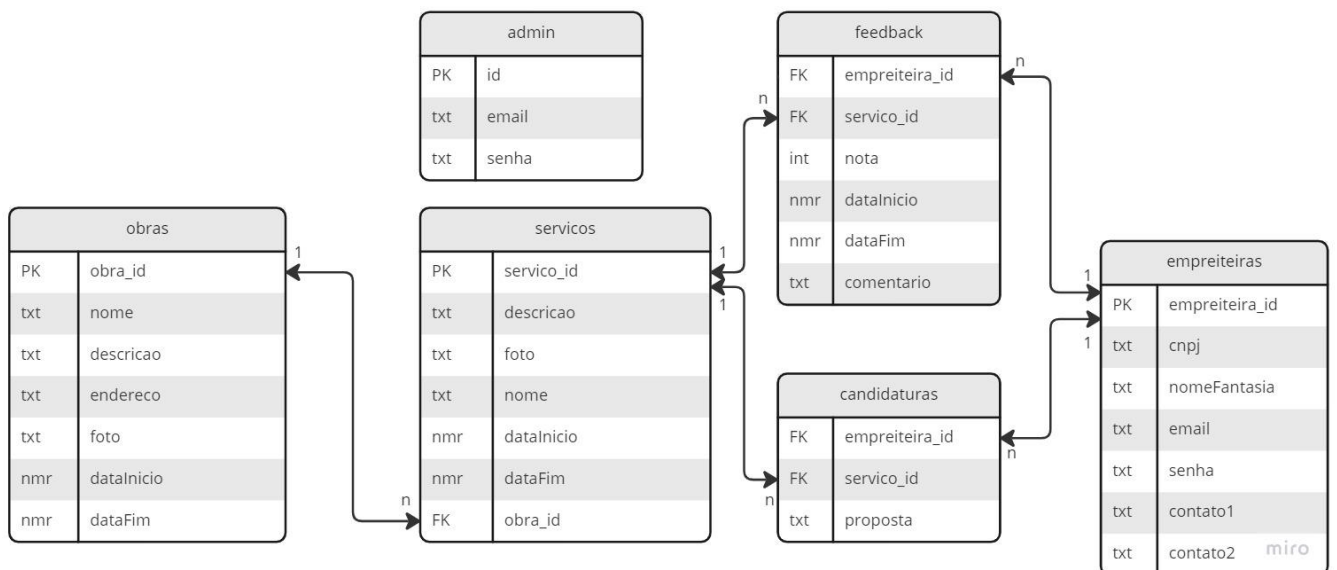 admin
PK id
txt email
txt senha
feedback
FK empreiteira_id
FK servico_id
int nota
nmr dataInicio
nmr dataFim
txt comentario
n
n
obras
PK obra_id
txt nome
txt descricao
txt endereco
txt foto
nmr dataInicio
nmr dataFim
1
n
servicos
PK servico_id
txt descricao
txt foto
txt nome
nmr dataInicio
nmr dataFim
FK obra_id
1
1
candidaturas
FK empreiteira_id
FK servico_id
txt proposta
n
n
empreiteiras
PK empreiteira_id
txt cnpj
txt nomeFantasia
txt email
txt senha
txt contato1
txt contato2
1
1
miro